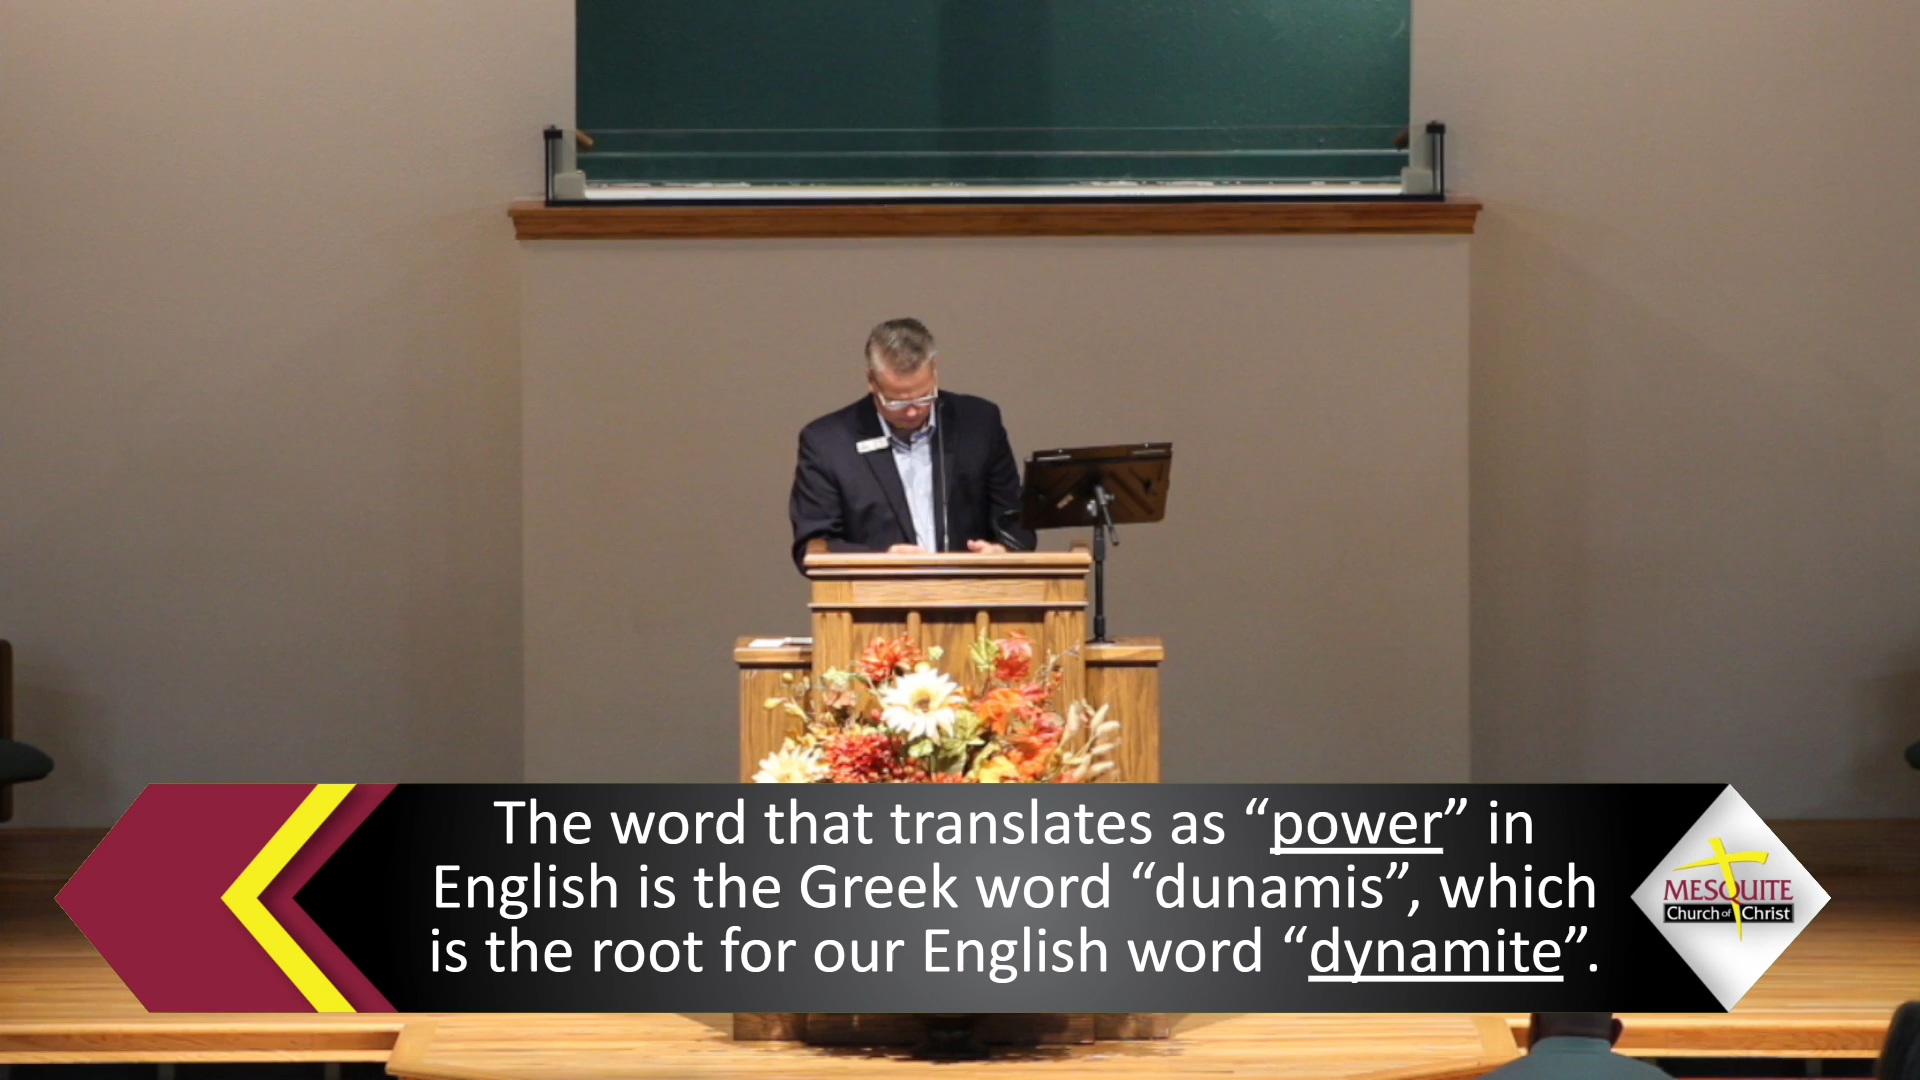 The word that translates as “power” in
English is the Greek word “dunamis”, which
is the root for our English word “dynamite”.
MESQUITE
Church of Christ